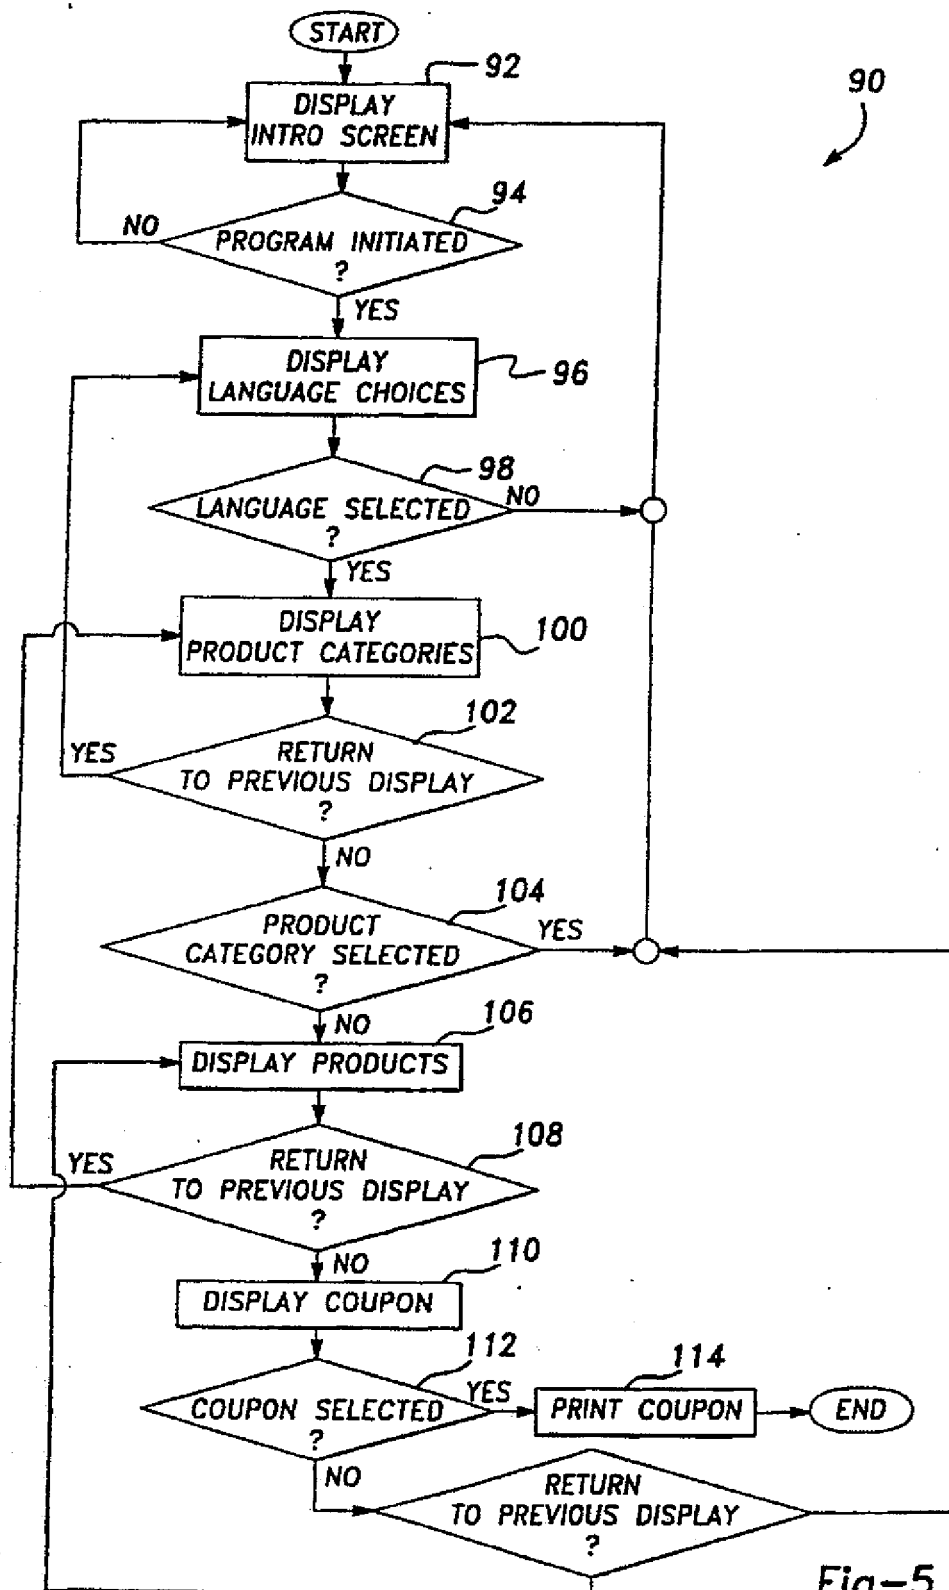 START
92
DISPLAY
INTRO SCREEN
90
94
NO
PROGRAM INITIATED
?
YES
DISPLAY
LANGUAGE CHOICES
96
98
LANGUAGE SELECTED
?
NO
YES
DISPLAY
PRODUCT CATEGORIES
100
102
YES
RETURN
TO PREVIOUS DISPLAY
?
NO
104
PRODUCT
CATEGORY SELECTED
?
YES
NO
106
DISPLAY PRODUCTS
108
YES
RETURN
TO PREVIOUS DISPLAY
?
NO
110
DISPLAY COUPON
112
COUPON SELECTED
?
YES
114
PRINT COUPON
END
NO
RETURN
TO PREVIOUS DISPLAY
?
Fig-5